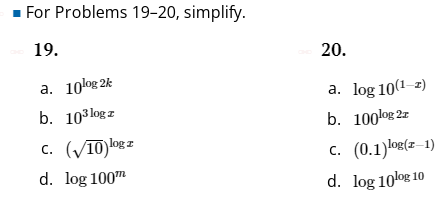 ▪ For Problems 19–20, simplify.
19.
a. 10^{log 2k}
b. 10^{3 log x}
c. (√10)^{log x}
d. log 100^m
20.
a. log 10^{(1−x)}
b. 100^{log 2x}
c. (0.1)^{log(x−1)}
d. log 10^{log 10}